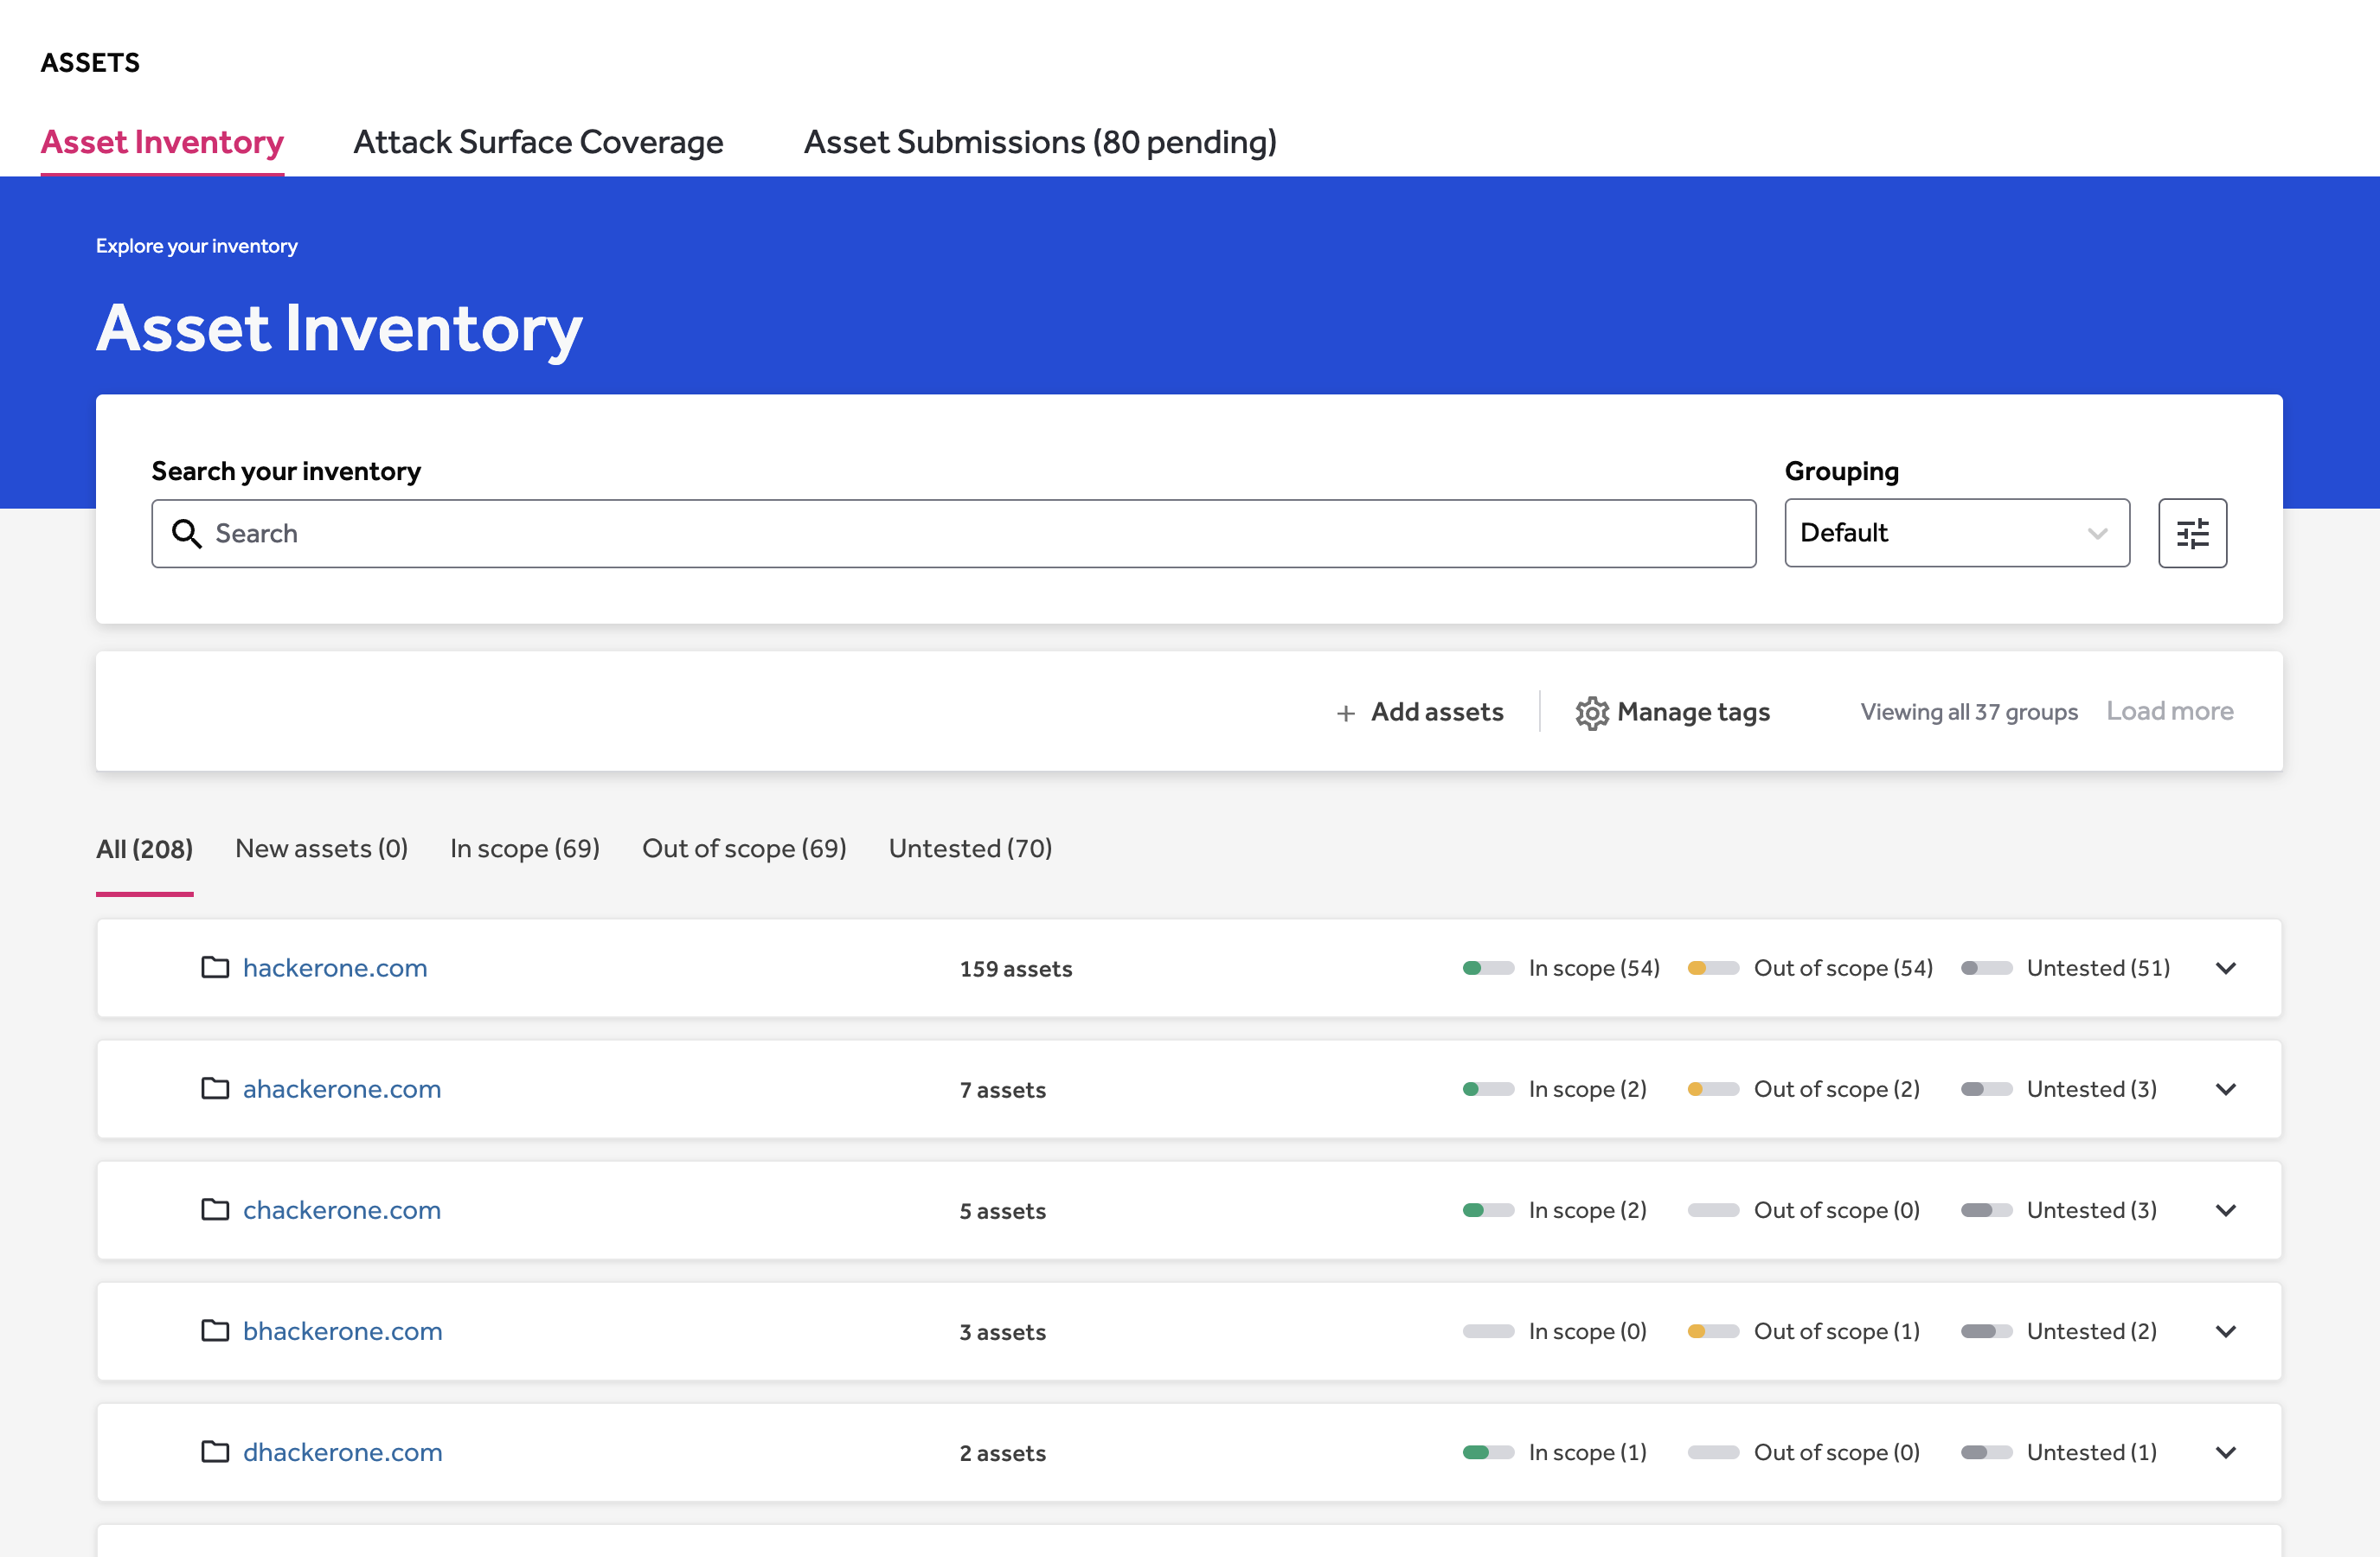 ASSETS
Asset Inventory Attack Surface Coverage Asset Submissions (80 pending)
Explore your inventory
Asset Inventory
Search your inventory Grouping
Search Default
+ Add assets Manage tags Viewing all 37 groups Load more
All (208) New assets (0) In scope (69) Out of scope (69) Untested (70)
hackerone.com 159 assets In scope (54) Out of scope (54) Untested (51)
ahackerone.com 7 assets In scope (2) Out of scope (2) Untested (3)
chackerone.com 5 assets In scope (2) Out of scope (0) Untested (3)
bhackerone.com 3 assets In scope (0) Out of scope (1) Untested (2)
dhackerone.com 2 assets In scope (1) Out of scope (0) Untested (1)